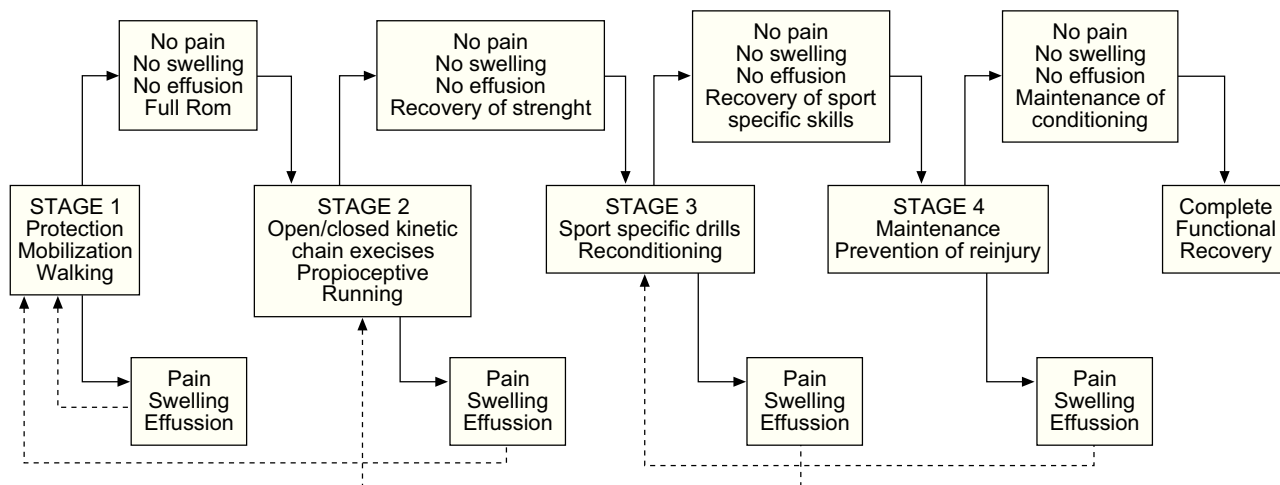 No pain
No swelling
No effusion
Full Rom
No pain
No swelling
No effusion
Recovery of strenght
No pain
No swelling
No effusion
Recovery of sport
specific skills
No pain
No swelling
No effusion
Maintenance of
conditioning
STAGE 1
Protection
Mobilization
Walking
STAGE 2
Open/closed kinetic
chain execises
Propioceptive
Running
STAGE 3
Sport specific drills
Reconditioning
STAGE 4
Maintenance
Prevention of reinjury
Complete
Functional
Recovery
Pain
Swelling
Effussion
Pain
Swelling
Effussion
Pain
Swelling
Effussion
Pain
Swelling
Effussion